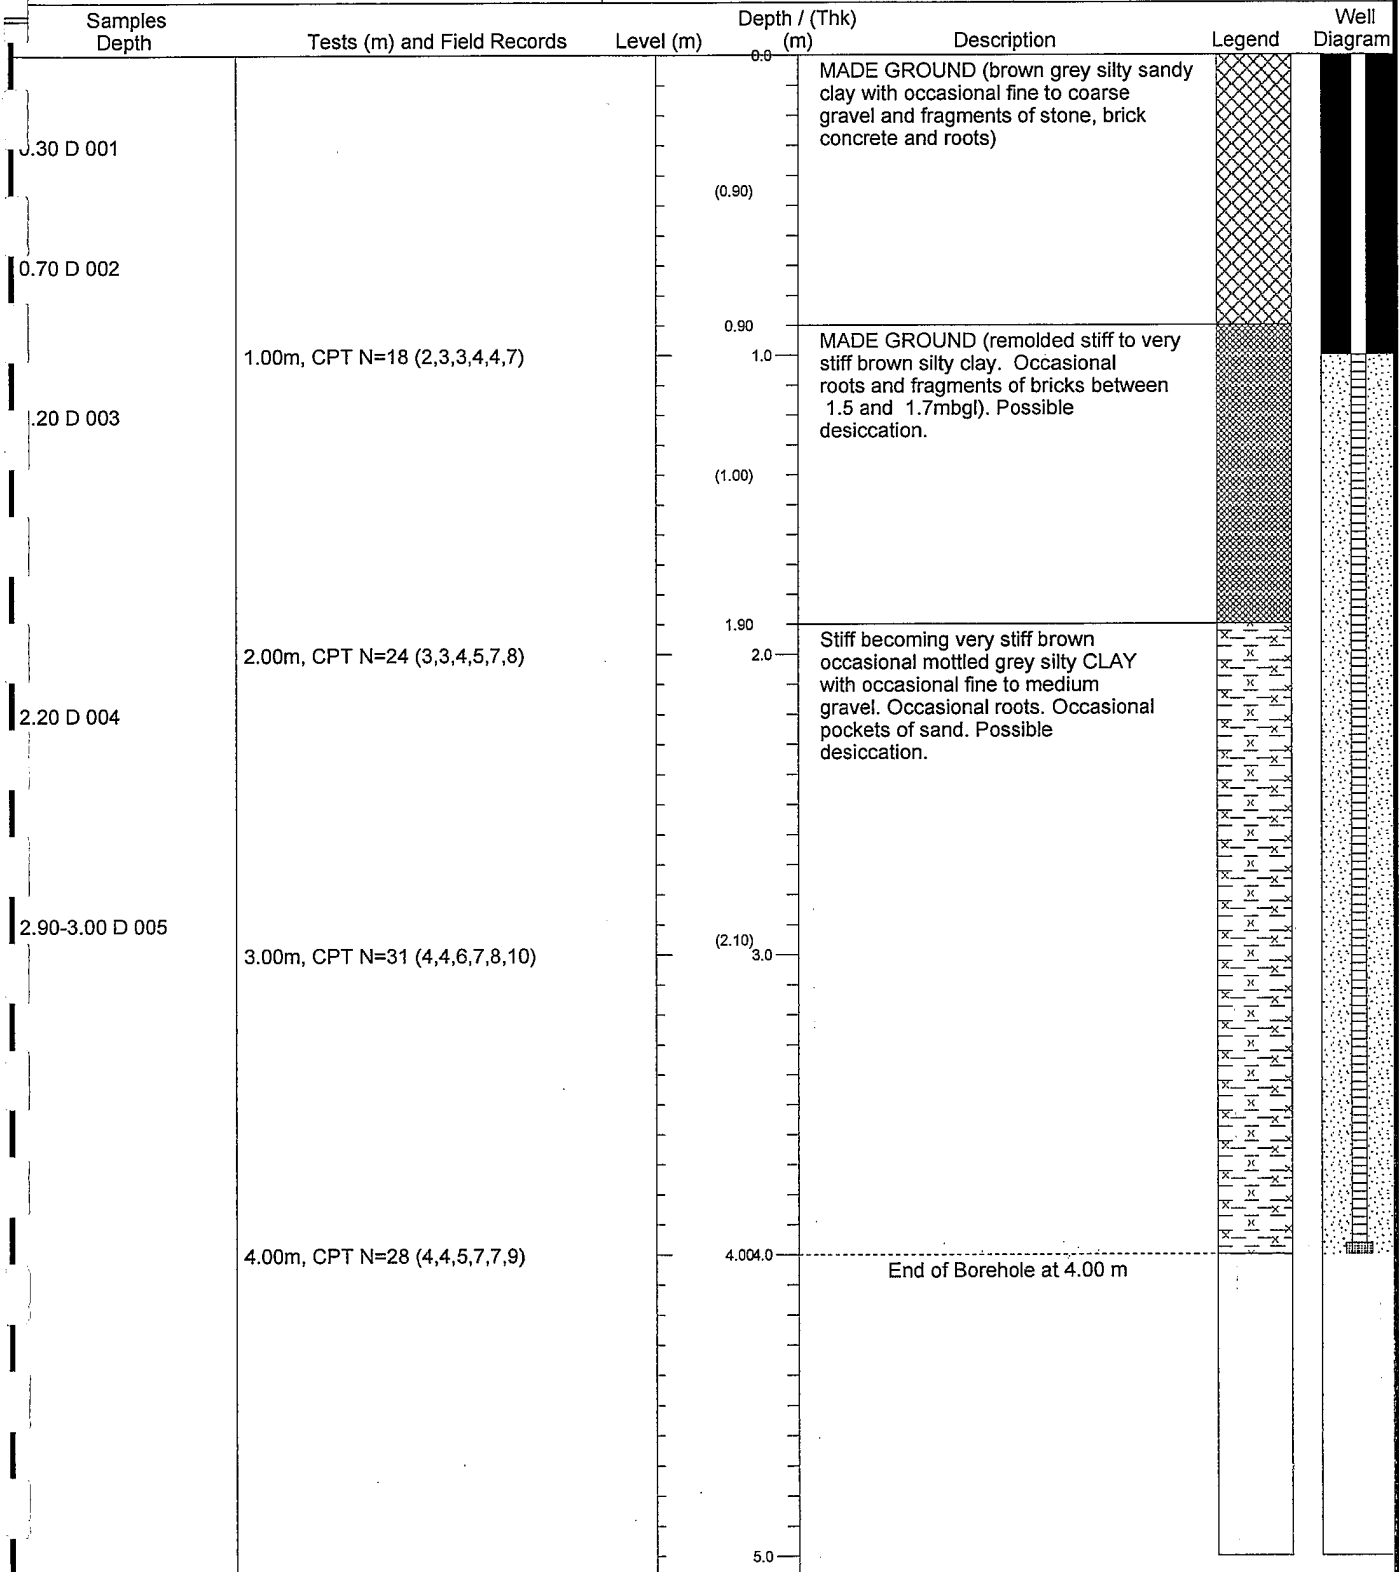 Samples Depth
Tests (m) and Field Records
Level (m)
Depth / (Thk) (m)
Description
Legend
Well Diagram
0.0
MADE GROUND (brown grey silty sandy
clay with occasional fine to coarse
gravel and fragments of stone, brick
concrete and roots)
0.30 D 001
(0.90)
0.70 D 002
0.90
1.00m, CPT N=18 (2,3,3,4,4,7)
1.0
MADE GROUND (remolded stiff to very
stiff brown silty clay. Occasional
roots and fragments of bricks between
1.5 and 1.7mbgl). Possible
desiccation.
.20 D 003
(1.00)
1.90
2.00m, CPT N=24 (3,3,4,5,7,8)
2.0
Stiff becoming very stiff brown
occasional mottled grey silty CLAY
with occasional fine to medium
gravel. Occasional roots. Occasional
pockets of sand. Possible
desiccation.
2.20 D 004
2.90-3.00 D 005
(2.10)
3.00m, CPT N=31 (4,4,6,7,8,10)
3.0
4.00m, CPT N=28 (4,4,5,7,7,9)
4.00
4.0
End of Borehole at 4.00 m
5.0